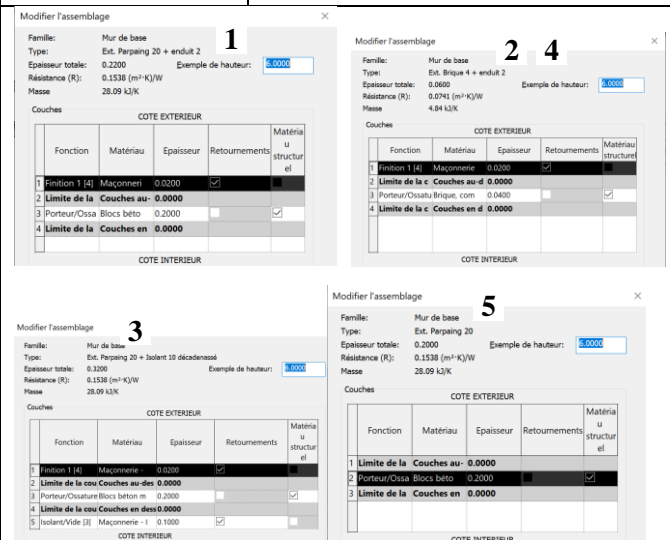 Modifier l'assemblage
1
Famille: Mur de base
Type: Ext. Parpaing 20 + enduit 2
Epaisseur totale: 0.2200 Exemple de hauteur: 6.0000
Résistance (R): 0.1538 (m²·K)/W
Masse 28.09 kJ/K
Couches
COTE EXTERIEUR
Fonction Matériau Epaisseur Retournements Matériau structurel
1 Finition 1 [4] Maçonneri 0.0200
2 Limite de la Couches au- 0.0000
3 Porteur/Ossa Blocs béto 0.2000
4 Limite de la Couches en 0.0000
COTE INTERIEUR
Modifier l'assemblage
2 4
Famille: Mur de base
Type: Ext. Brique 4 + enduit 2
Epaisseur totale: 0.0600 Exemple de hauteur: 6.0000
Résistance (R): 0.0741 (m²·K)/W
Masse 4.84 kJ/K
Couches
COTE EXTERIEUR
Fonction Matériau Epaisseur Retournements Matériau structurel
1 Finition 1 [4] Maçonnerie 0.0200
2 Limite de la c Couches au-d 0.0000
3 Porteur/Ossatu Brique, com 0.0400
4 Limite de la c Couches en d 0.0000
COTE INTERIEUR
Modifier l'assemblage
3
Famille: Mur de base
Type: Ext. Parpaing 20 + Isolant 10 décadenassé
Epaisseur totale: 0.3200 Exemple de hauteur: 6.0000
Résistance (R): 0.1538 (m²·K)/W
Masse 28.09 kJ/K
Couches
COTE EXTERIEUR
Fonction Matériau Epaisseur Retournements Matériau structurel
1 Finition 1 [4] Maçonnerie - 0.0200
2 Limite de la cou Couches au-des 0.0000
3 Porteur/Ossature Blocs béton m 0.2000
4 Limite de la cou Couches en dess 0.0000
5 Isolant/Vide [3] Maçonnerie - I 0.1000
COTE INTERIEUR
Modifier l'assemblage
5
Famille: Mur de base
Type: Ext. Parpaing 20
Epaisseur totale: 0.2000 Exemple de hauteur: 6.0000
Résistance (R): 0.1538 (m²·K)/W
Masse 28.09 kJ/K
Couches
COTE EXTERIEUR
Fonction Matériau Epaisseur Retournements Matériau structurel
1 Limite de la Couches au- 0.0000
2 Porteur/Ossa Blocs béto 0.2000
3 Limite de la Couches en 0.0000
COTE INTERIEUR